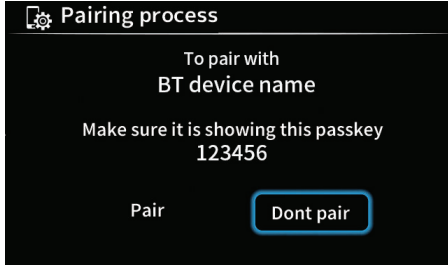 Pairing process
To pair with
BT device name
Make sure it is showing this passkey
123456
Pair
Dont pair